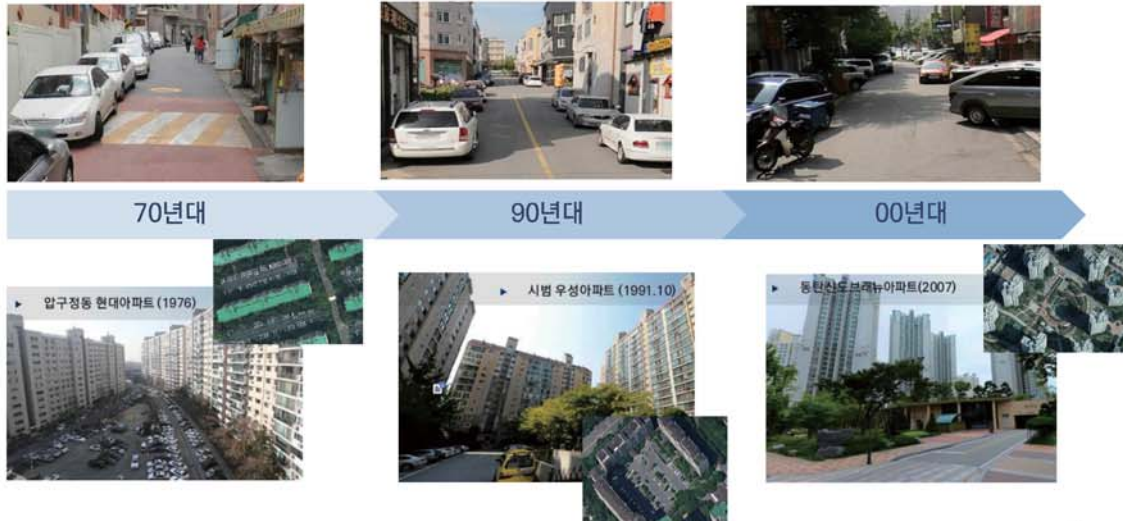 70년대
90년대
00년대
▶ 압구정동 현대아파트 (1976)
▶ 시범 우성아파트 (1991.10)
▶ 동탄신도브래뉴아파트(2007)